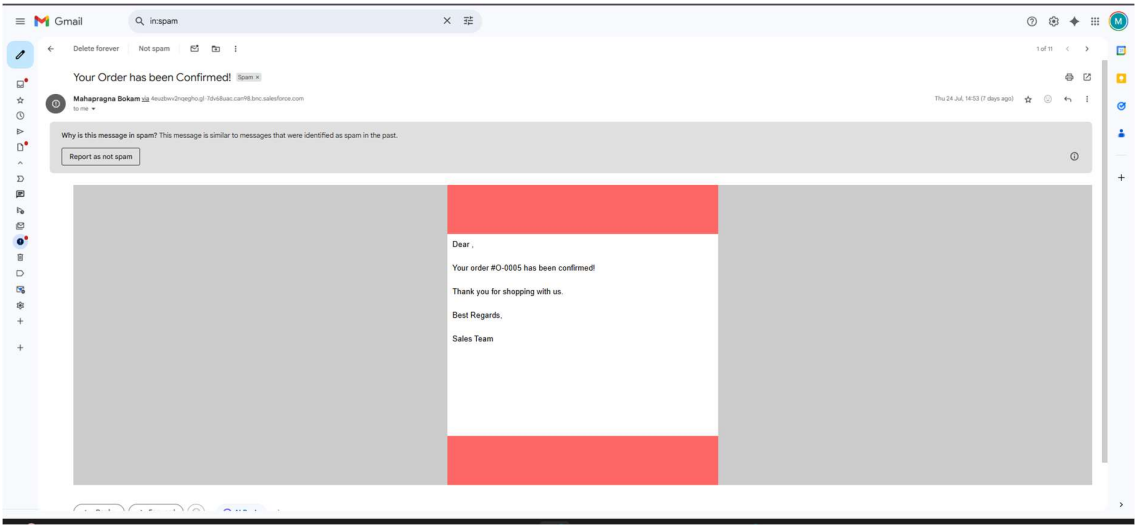 Gmail
in:spam
Delete forever Not spam
1 of 11
Your Order has been Confirmed! Spam ×
Mahapragna Bokam via
Thu 24 Jul, 14:53 (7 days ago)
to me
Why is this message in spam? This message is similar to messages that were identified as spam in the past.
Report as not spam
Dear ,
Your order #O-0005 has been confirmed!
Thank you for shopping with us.
Best Regards,
Sales Team
M